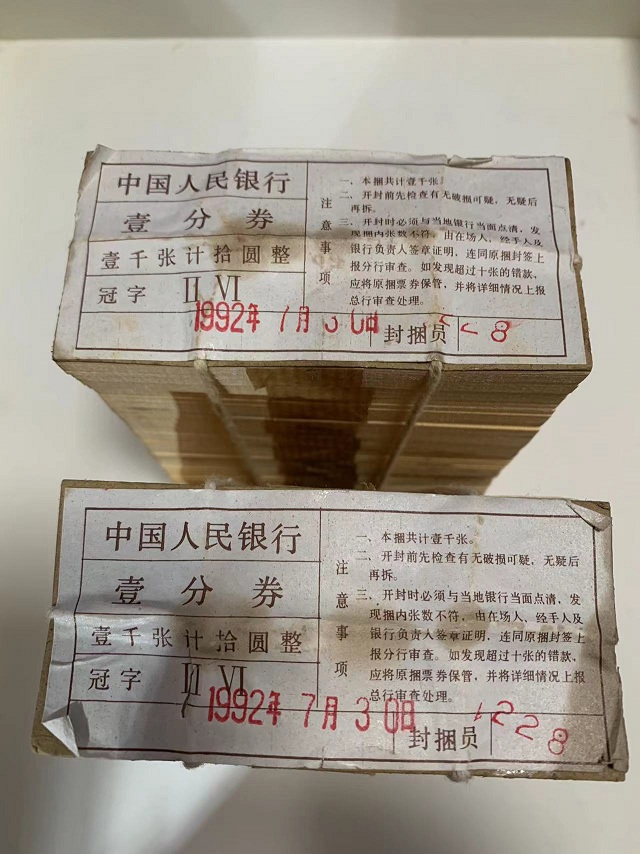 中国人民银行
壹分券
壹千张计拾圆整
冠字 II VI
1992年7月30日
封捆员 228
注意事项
一、本捆共计壹千张。
二、开封前先检查有无破损可疑，无疑后
再拆。
三、开封时必须与当地银行当面点清，发
现捆内张数不符，由在场人、经手人及
银行负责人签章证明，连同原捆封签上
报分行审查。如发现超过十张的错款、
应将原捆票券保管，并将详细情况上报
总行审查处理。
中国人民银行
壹分券
壹千张计拾圆整
冠字 II VI
1992年7月30日
封捆员 1228
注意事项
一、本捆共计壹千张。
二、开封前先检查有无破损可疑，无疑后
再拆。
三、开封时必须与当地银行当面点清，发
现捆内张数不符，由在场人、经手人及
银行负责人签章证明，连同原捆封签上
报分行审查。如发现超过十张的错款、
应将原捆票券保管，并将详细情况上报
总行审查处理。